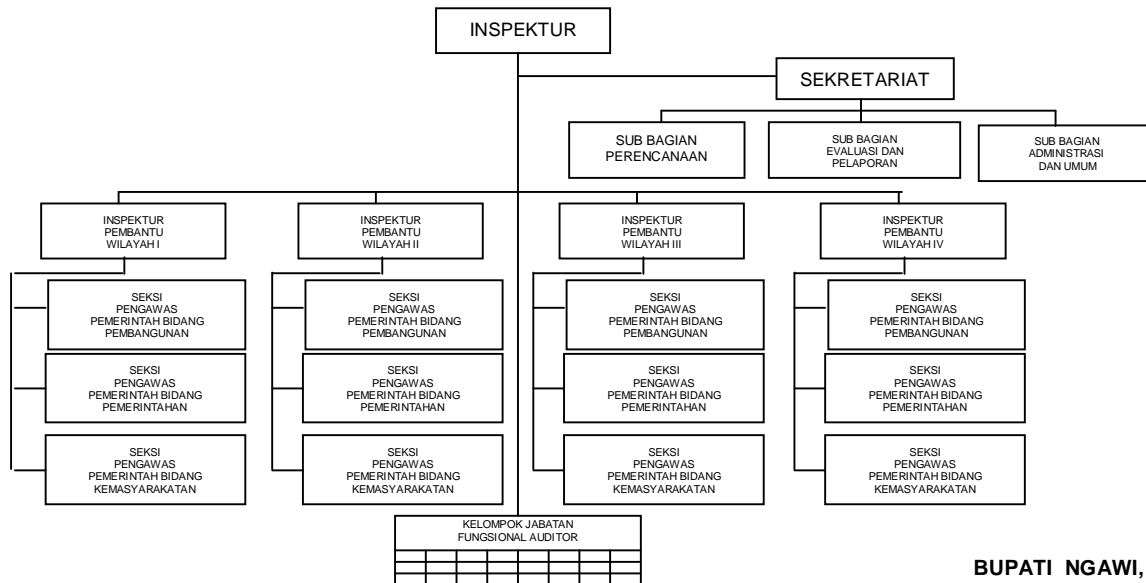 INSPEKTUR
SEKRETARIAT
SUB BAGIAN
PERENCANAAN
SUB BAGIAN
EVALUASI DAN
PELAPORAN
SUB BAGIAN
ADMINISTRASI
DAN UMUM
INSPEKTUR
PEMBANTU
WILAYAH I
INSPEKTUR
PEMBANTU
WILAYAH II
INSPEKTUR
PEMBANTU
WILAYAH III
INSPEKTUR
PEMBANTU
WILAYAH IV
SEKSI
PENGAWAS
PEMERINTAH BIDANG
PEMBANGUNAN
SEKSI
PENGAWAS
PEMERINTAH BIDANG
PEMBANGUNAN
SEKSI
PENGAWAS
PEMERINTAH BIDANG
PEMBANGUNAN
SEKSI
PENGAWAS
PEMERINTAH BIDANG
PEMBANGUNAN
SEKSI
PENGAWAS
PEMERINTAH BIDANG
PEMERINTAHAN
SEKSI
PENGAWAS
PEMERINTAH BIDANG
PEMERINTAHAN
SEKSI
PENGAWAS
PEMERINTAH BIDANG
PEMERINTAHAN
SEKSI
PENGAWAS
PEMERINTAH BIDANG
PEMERINTAHAN
SEKSI
PENGAWAS
PEMERINTAH BIDANG
KEMASYARAKATAN
SEKSI
PENGAWAS
PEMERINTAH BIDANG
KEMASYARAKATAN
SEKSI
PENGAWAS
PEMERINTAH BIDANG
KEMASYARAKATAN
SEKSI
PENGAWAS
PEMERINTAH BIDANG
KEMASYARAKATAN
KELOMPOK JABATAN
FUNGSIONAL AUDITOR
BUPATI NGAWI,